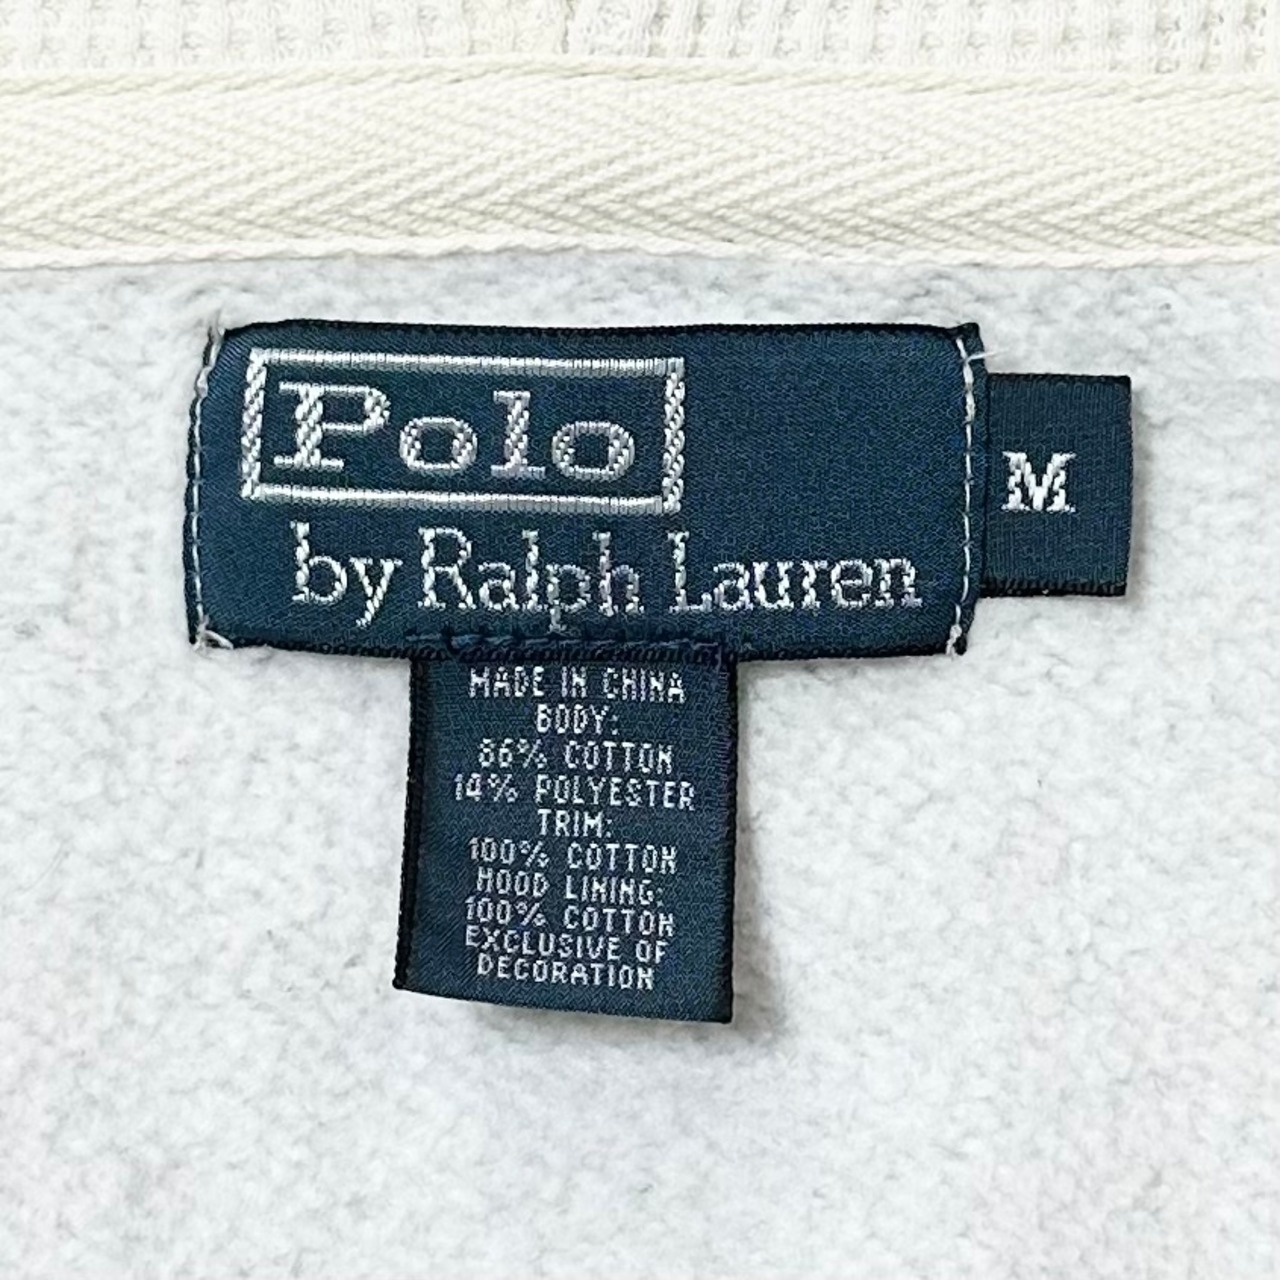 Polo
by Ralph Lauren
M
MADE IN CHINA
BODY:
86% COTTON
14% POLYESTER
TRIM:
100% COTTON
HOOD LINING:
100% COTTON
EXCLUSIVE OF
DECORATION